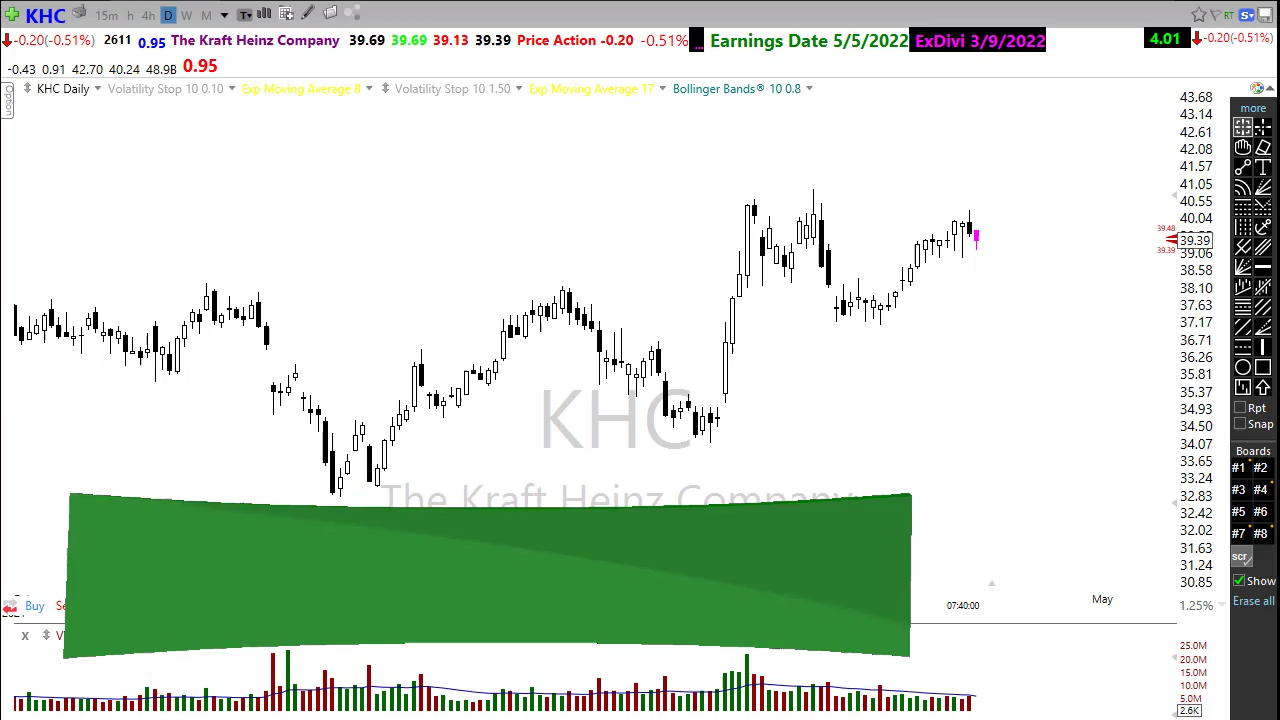 KHC 15m h 4h D W M T RT S
-0.20(-0.51%) 2611 0.95 The Kraft Heinz Company 39.69 39.69 39.13 39.39 Price Action -0.20 -0.51% ... Earnings Date 5/5/2022 ExDivi 3/9/2022 4.01 -0.20(-0.51%)
-0.43 0.91 42.70 40.24 48.9B 0.95
Option
KHC Daily Volatility Stop 10 0.10 Exp Moving Average 8 Volatility Stop 10 1.50 Exp Moving Average 17 Bollinger Bands® 10 0.8
43.68
43.14
42.61
42.08
41.57
41.05
40.55
40.04
39.48
39.39
39.39
39.06
38.58
38.10
37.63
37.17
36.71
36.26
35.81
35.37
34.93
34.50
34.07
33.65
33.24
32.83
32.42
32.02
31.63
31.24
30.85
KHC
The Kraft Heinz Company
Buy
07:40:00
May
1.25%
X
25.0M
20.0M
15.0M
10.0M
5.0M
2.6K
more
T
Rpt
Snap
Boards
#1 #2
#3 #4
#5 #6
#7 #8
scr
Show
Erase all